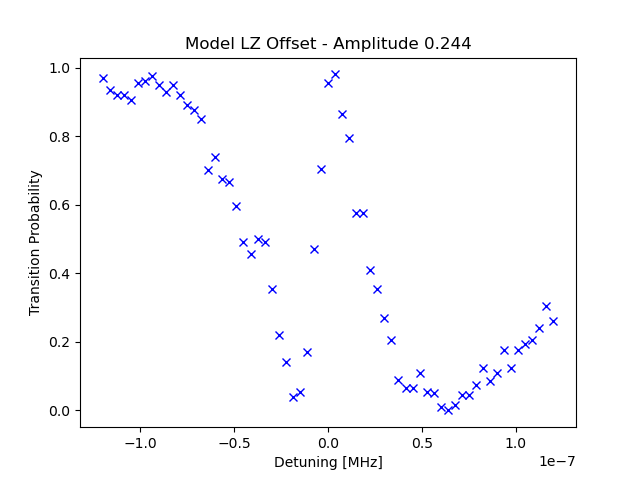 Model LZ Offset - Amplitude 0.244
Transition Probability
1.0
0.8
0.6
0.4
0.2
0.0
−1.0 −0.5 0.0 0.5 1.0
1e−7
Detuning [MHz]